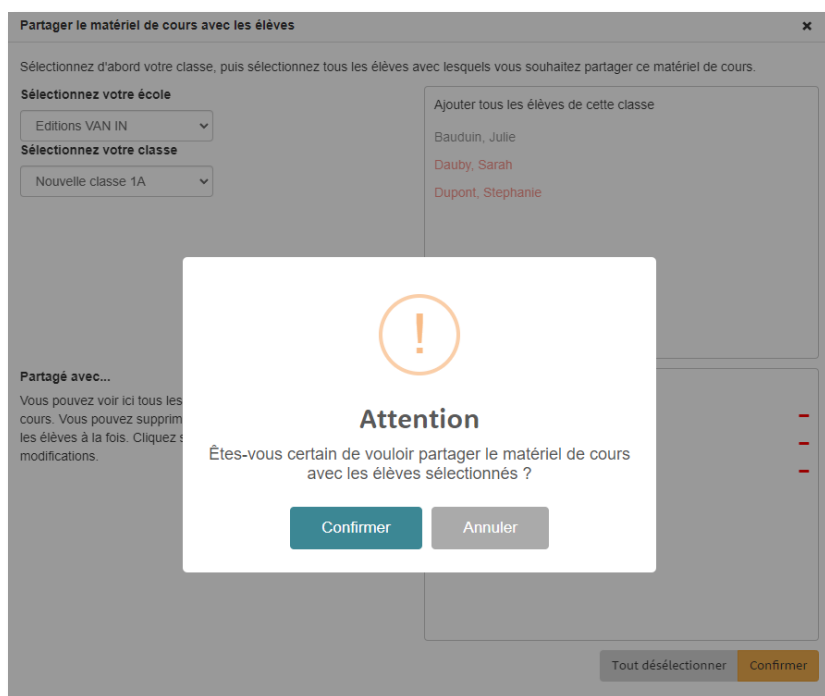 Partager le matériel de cours avec les élèves
×
Sélectionnez d'abord votre classe, puis sélectionnez tous les élèves avec lesquels vous souhaitez partager ce matériel de cours.
Sélectionnez votre école
Editions VAN IN
Sélectionnez votre classe
Nouvelle classe 1A
Ajouter tous les élèves de cette classe
Bauduin, Julie
Dauby, Sarah
Dupont, Stephanie
Partagé avec...
Vous pouvez voir ici tous les
cours. Vous pouvez supprim
les élèves à la fois. Cliquez s
modifications.
!
Attention
Êtes-vous certain de vouloir partager le matériel de cours
avec les élèves sélectionnés ?
Confirmer
Annuler
Tout désélectionner
Confirmer